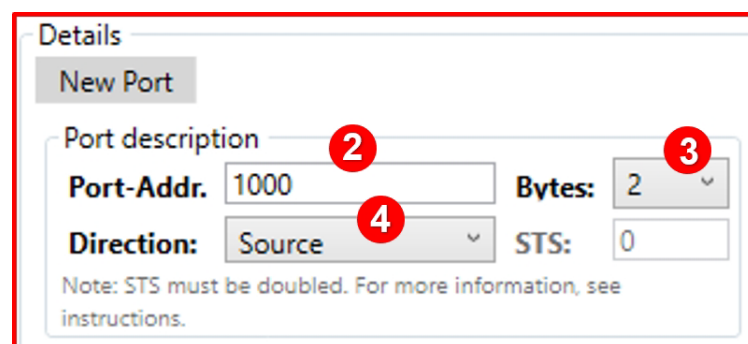 Details
New Port
Port description
2
3
Port-Addr. 1000 Bytes: 2
4
Direction: Source STS: 0
Note: STS must be doubled. For more information, see
instructions.